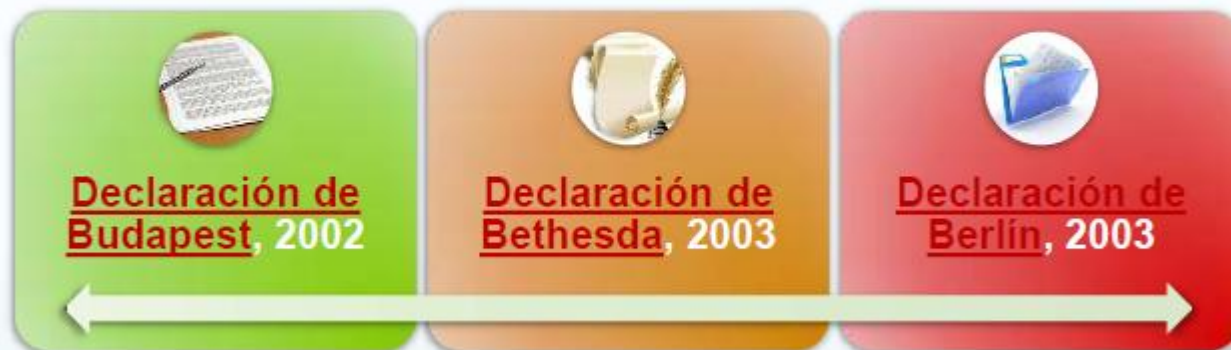 Declaración de
Budapest, 2002
Declaración de
Bethesda, 2003
Declaración de
Berlín, 2003